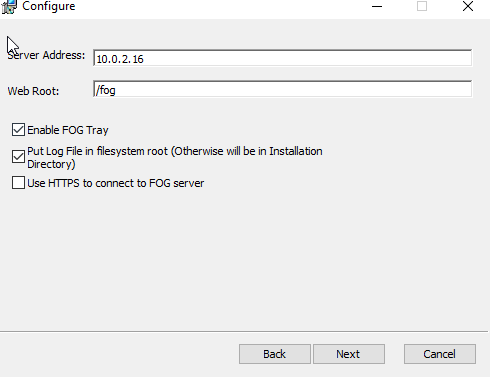 Configure
Server Address:
10.0.2.16
Web Root:
/fog
Enable FOG Tray
Put Log File in filesystem root (Otherwise will be in Installation
Directory)
Use HTTPS to connect to FOG server
Back
Next
Cancel